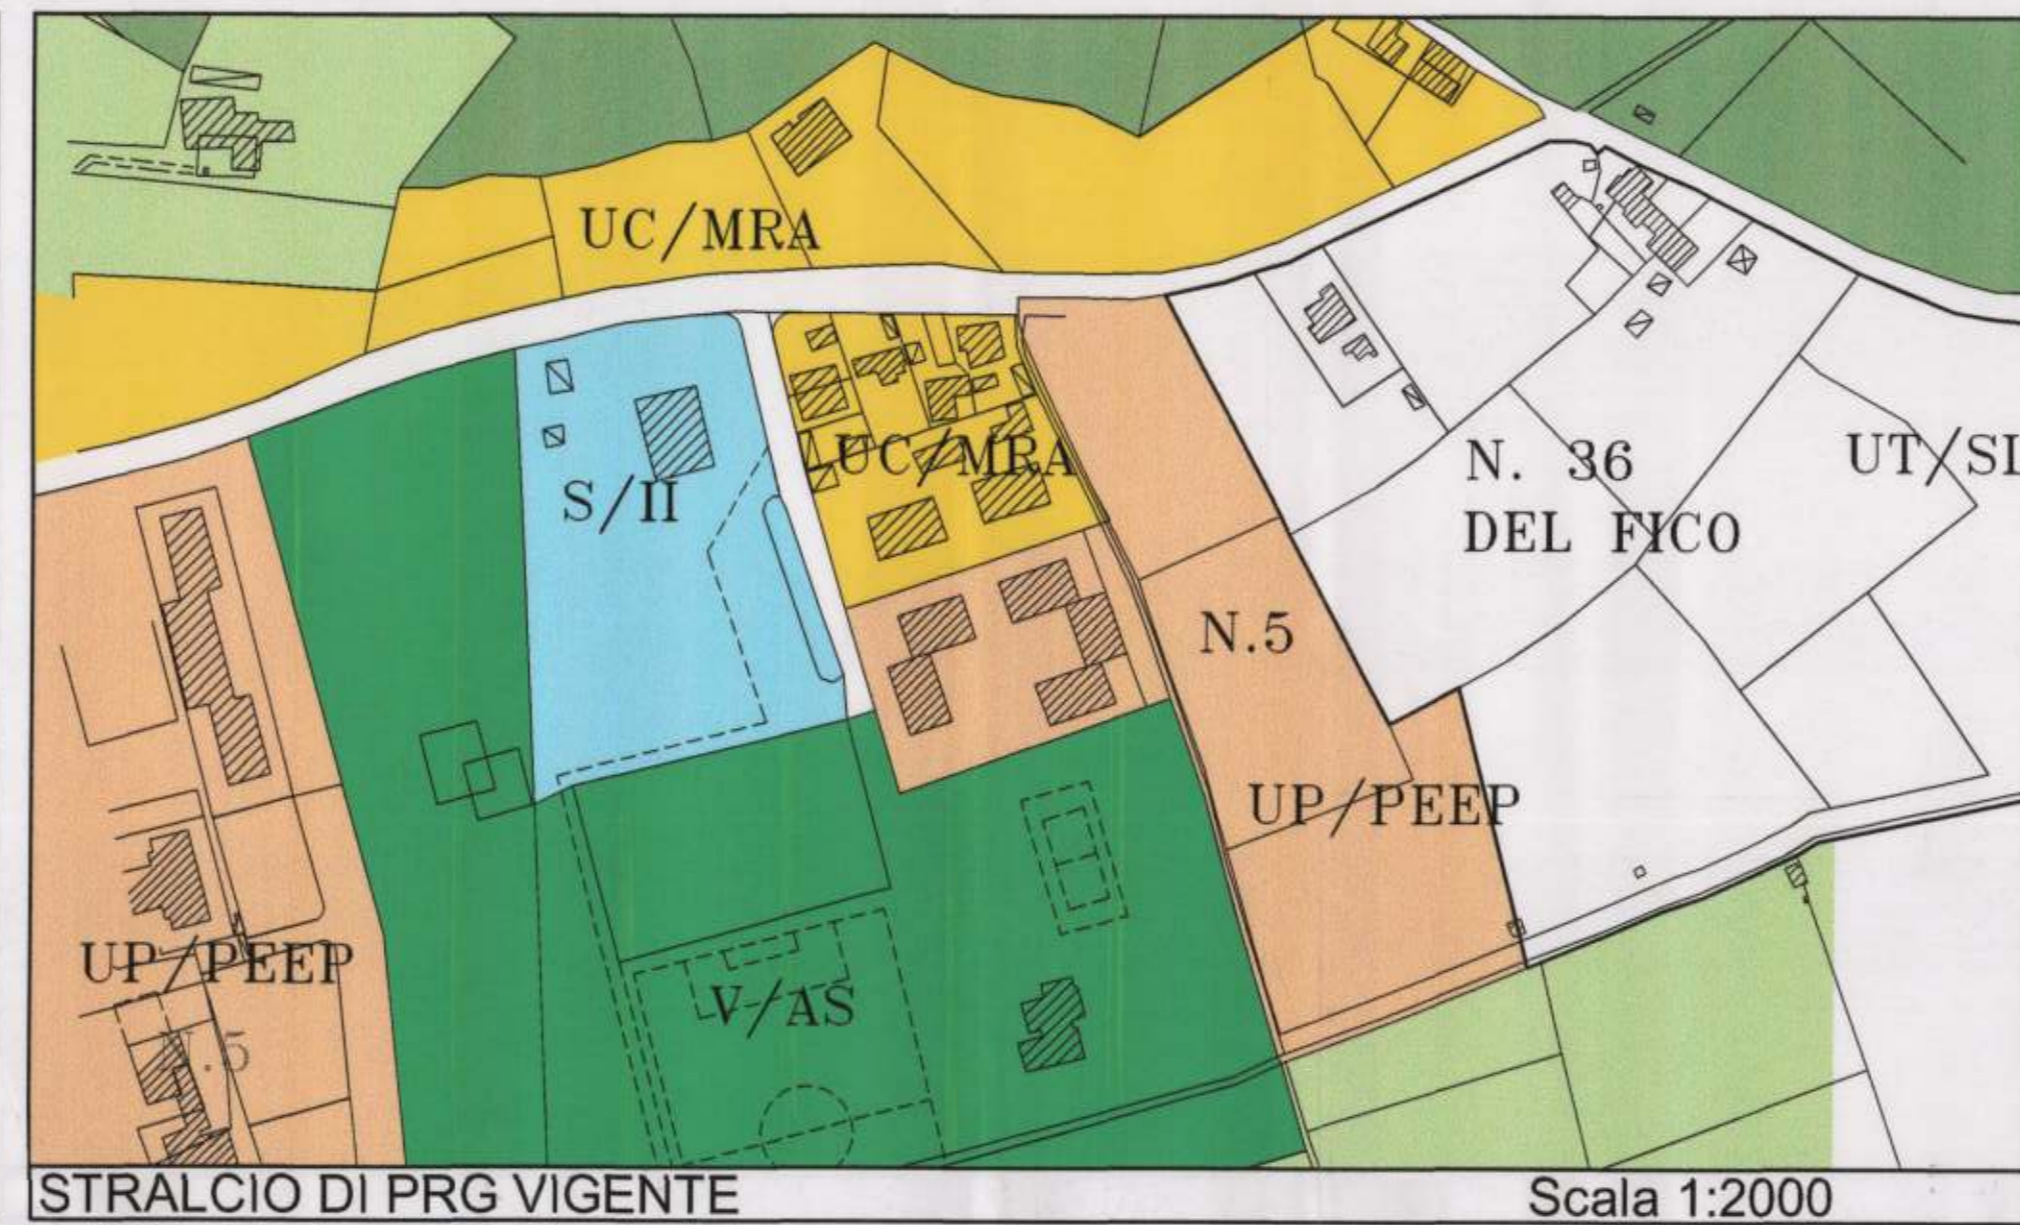 UC/MRA
S/II
UC/MRA
N. 36
DEL FICO
UT/SI
N.5
UP/PEEP
UP/PEEP
V/AS
STRALCIO DI PRG VIGENTE
Scala 1:2000